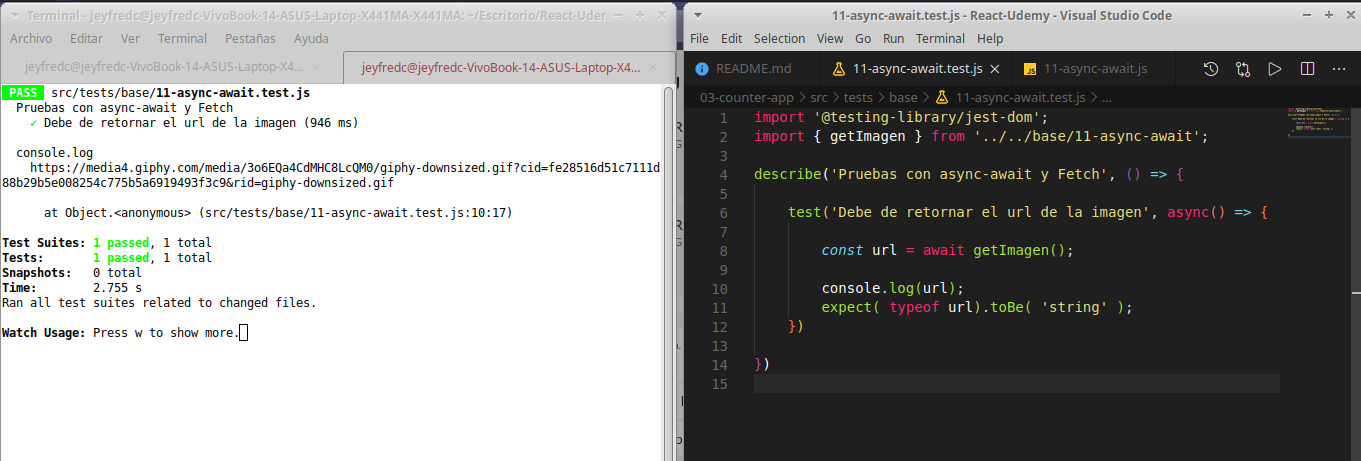 Terminal - jeyfredc@jeyfredc-VivoBook-14-ASUS-Laptop-X441MA-X441MA: ~/Escritorio/React-Uder
Archivo Editar Ver Terminal Pestañas Ayuda
jeyfredc@jeyfredc-VivoBook-14-ASUS-Laptop-X4... × jeyfredc@jeyfredc-VivoBook-14-ASUS-Laptop-X4... ×
PASS src/tests/base/11-async-await.test.js
Pruebas con async-await y Fetch
✓ Debe de retornar el url de la imagen (946 ms)
console.log
https://media4.giphy.com/media/3o6EQa4CdMHC8LcQM0/giphy-downsized.gif?cid=fe28516d51c7111d
88b29b5e008254c775b5a6919493f3c9&rid=giphy-downsized.gif
at Object.<anonymous> (src/tests/base/11-async-await.test.js:10:17)
Test Suites: 1 passed, 1 total
Tests: 1 passed, 1 total
Snapshots: 0 total
Time: 2.755 s
Ran all test suites related to changed files.
Watch Usage: Press w to show more.
11-async-await.test.js - React-Udemy - Visual Studio Code
File Edit Selection View Go Run Terminal Help
README.md 11-async-await.test.js × 11-async-await.js
03-counter-app > src > tests > base > 11-async-await.test.js > ...
1 import '@testing-library/jest-dom';
2 import { getImagen } from '../../base/11-async-await';
3
4 describe('Pruebas con async-await y Fetch', () => {
5
6 test('Debe de retornar el url de la imagen', async() => {
7
8 const url = await getImagen();
9
10 console.log(url);
11 expect( typeof url).toBe( 'string' );
12 })
13
14 })
15